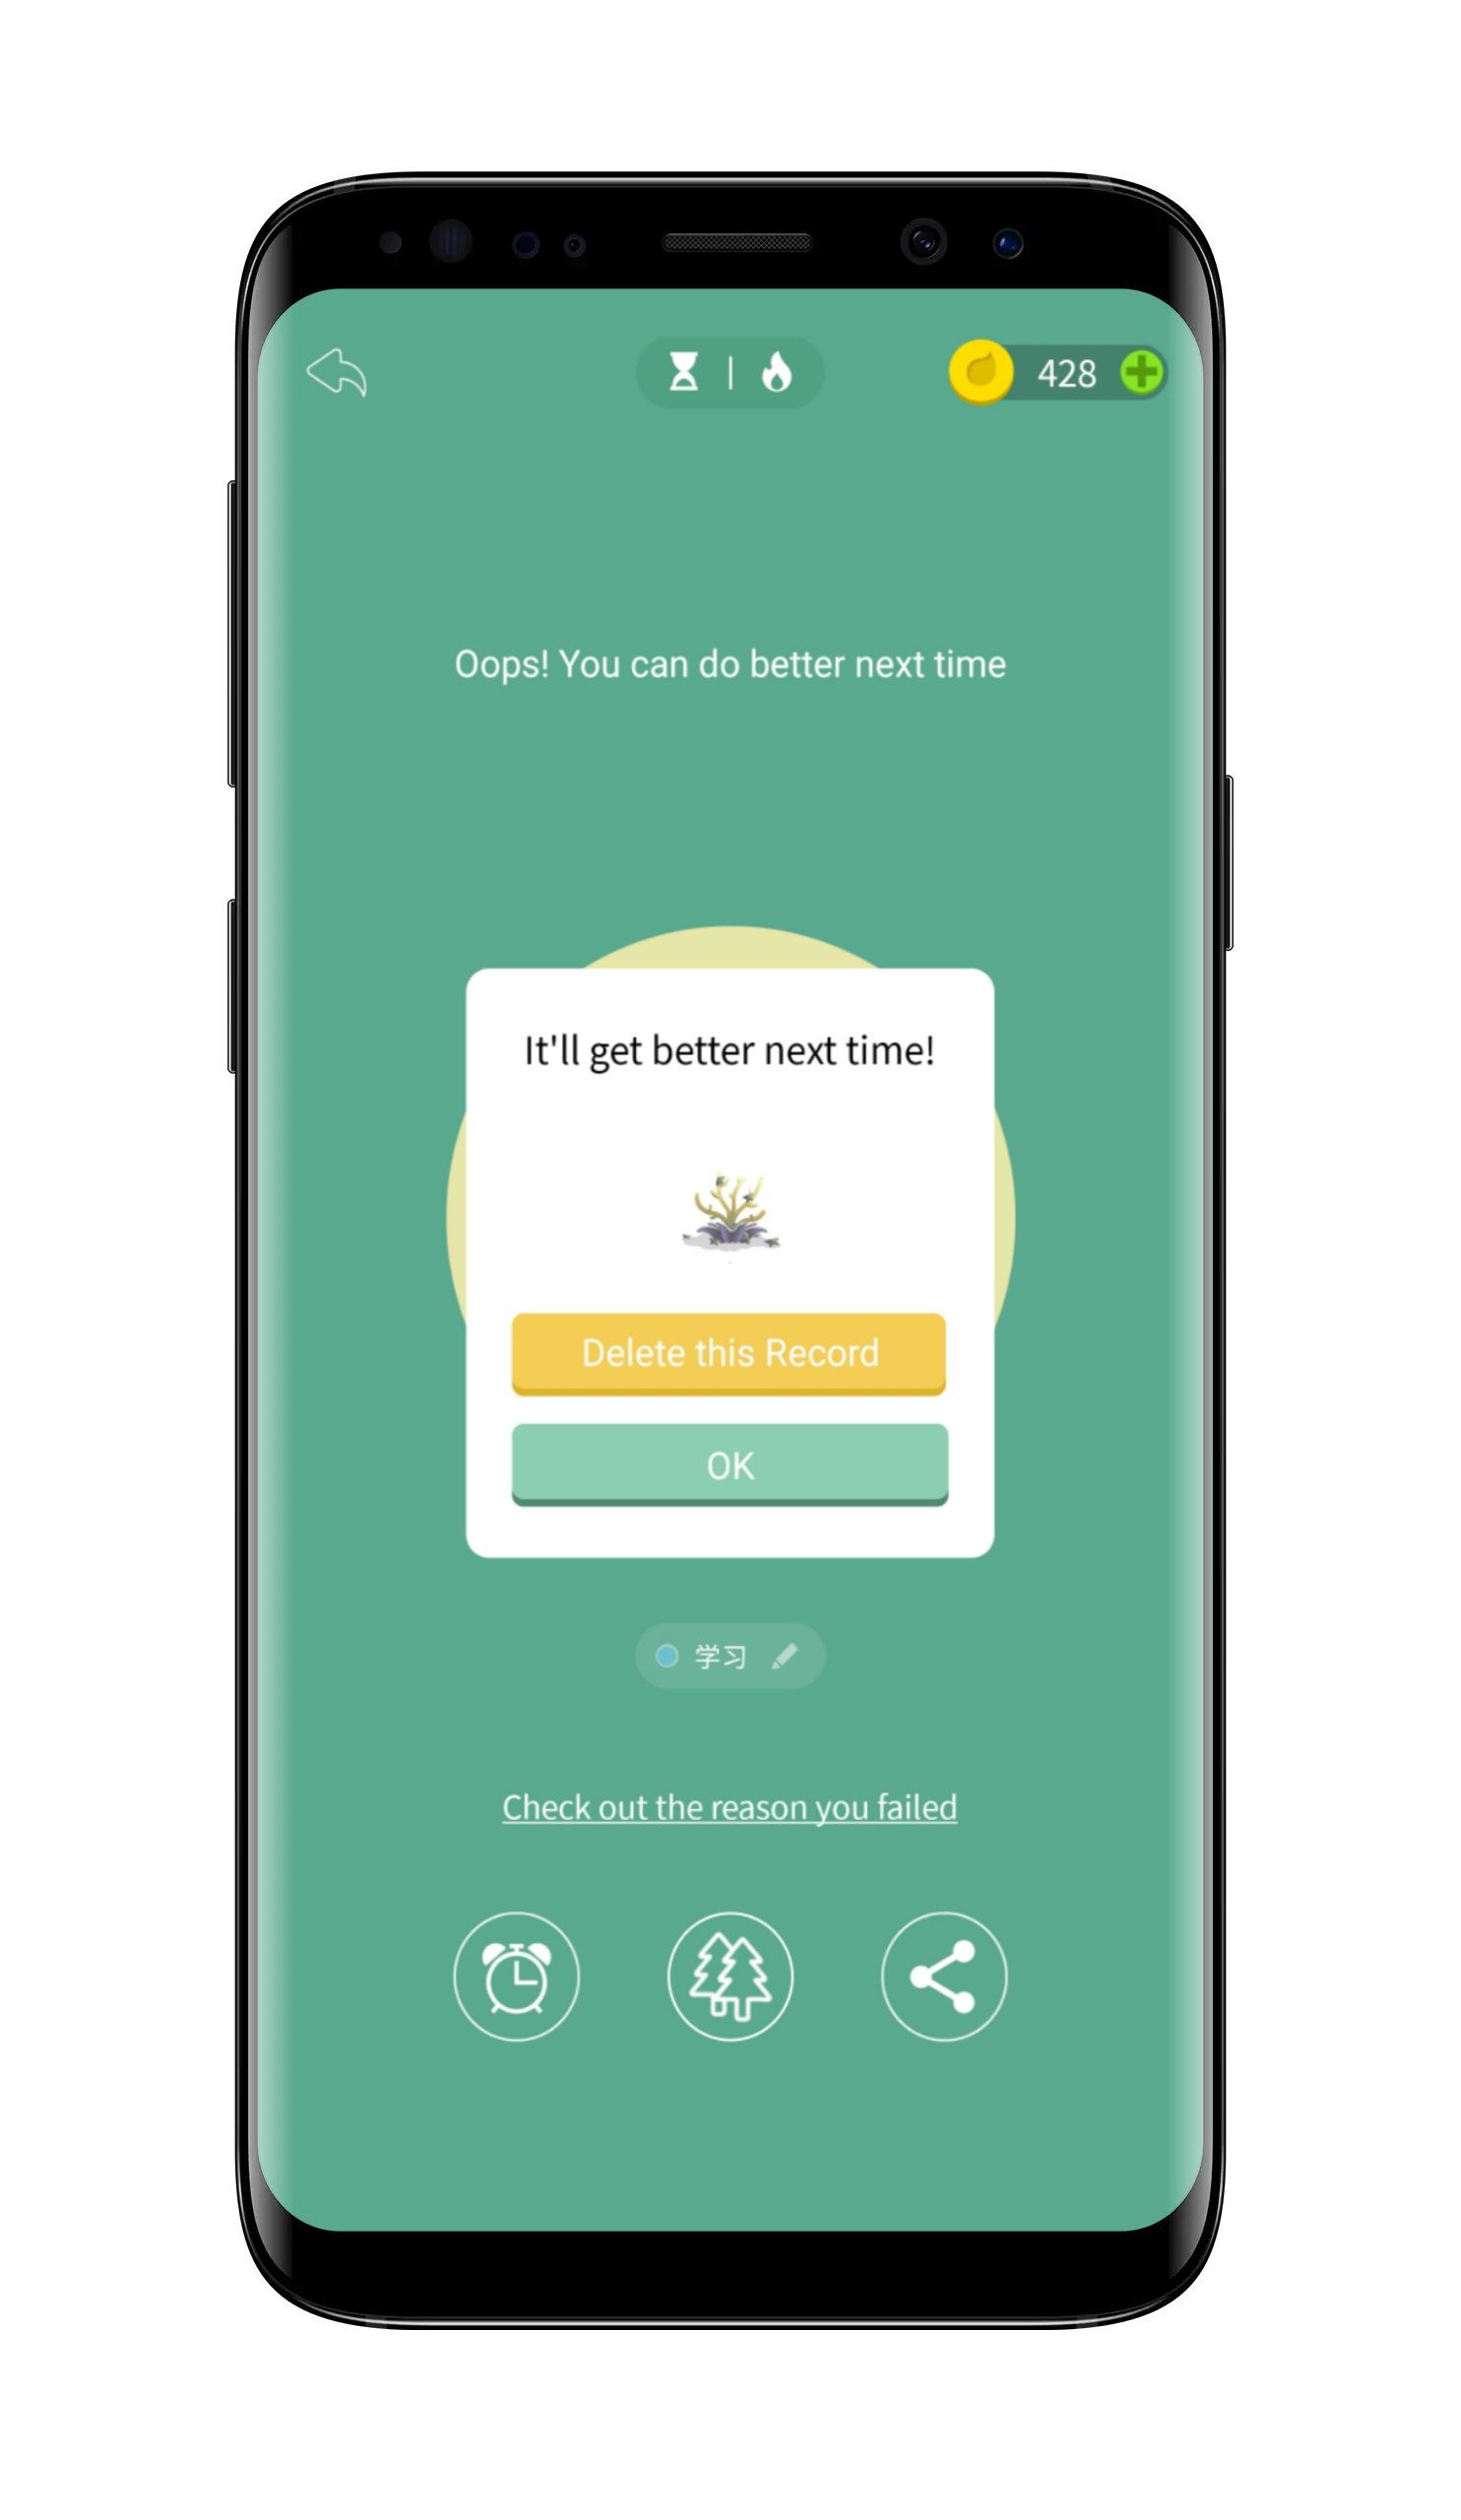 428
Oops! You can do better next time
It'll get better next time!
Delete this Record
OK
学习
Check out the reason you failed